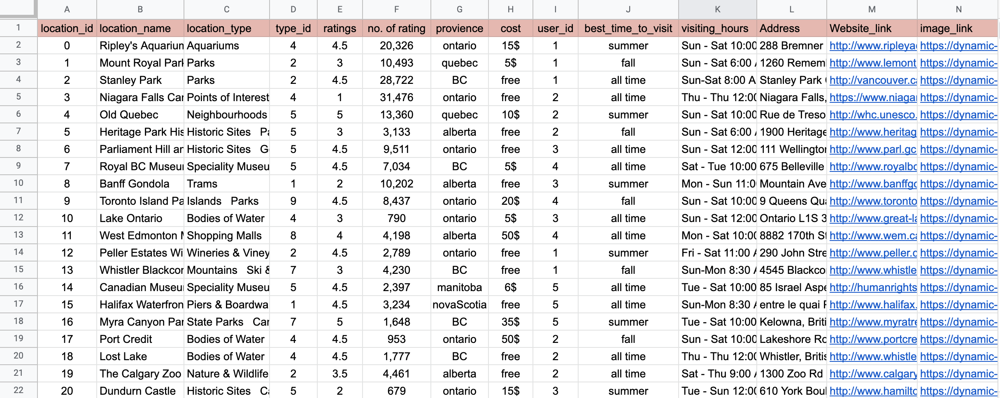 A B C D E F G H I J K L M N
1 location_id location_name location_type type_id ratings no. of rating provience cost user_id best_time_to_visit visiting_hours Address Website_link image_link
2 0 Ripley's Aquarium Aquariums 4 4.5 20,326 ontario 15$ 1 summer Sun - Sat 10:00 288 Bremner http://www.ripleya https://dynamic-
3 1 Mount Royal Park Parks 2 3 10,493 quebec 5$ 1 fall Sun - Sat 6:00 1260 Remem http://www.lemont https://dynamic-
4 2 Stanley Park Parks 2 4.5 28,722 BC free 1 all time Sun-Sat 8:00 A Stanley Park http://vancouver.c https://dynamic-
5 3 Niagara Falls Car Points of Interest 4 1 31,476 ontario free 2 all time Thu - Thu 12:00 Niagara Falls, https://www.niaga https://dynamic-
6 4 Old Quebec Neighbourhoods 5 5 13,360 quebec 10$ 2 summer Sun - Sat 10:00 Rue de Treso http://whc.unesco. https://dynamic-
7 5 Heritage Park His Historic Sites Pa 5 3 3,133 alberta free 2 fall Sun - Sat 6:00 1900 Heritage http://www.heritag https://dynamic-
8 6 Parliament Hill an Historic Sites G 5 4.5 9,511 ontario free 3 all time Sun - Sat 12:00 111 Wellington http://www.parl.gc https://dynamic-
9 7 Royal BC Museu Speciality Museu 5 4.5 7,034 BC 5$ 4 all time Sat - Tue 10:00 675 Belleville http://www.royalbc https://dynamic-
10 8 Banff Gondola Trams 1 2 10,202 alberta free 3 summer Mon - Sun 11:0 Mountain Ave http://www.banffgo https://dynamic-
11 9 Toronto Island Pa Islands Parks 9 4.5 8,437 ontario 20$ 4 fall Sun - Sat 10:00 9 Queens Qua http://www.toronto https://dynamic-
12 10 Lake Ontario Bodies of Water 4 3 790 ontario 5$ 3 all time Sun - Sat 12:00 Ontario L1S 3 http://www.great-la https://dynamic-
13 11 West Edmonton Shopping Malls 8 4 4,198 alberta 50$ 4 all time Mon - Sat 10:00 8882 170th St http://www.wem.ca https://dynamic-
14 12 Peller Estates Wi Wineries & Viney 2 4.5 2,789 ontario free 1 summer Fri - Sat 11:00 290 John Stre http://www.peller.c https://dynamic-
15 13 Whistler Blackcor Mountains Ski & 7 3 4,230 BC free 1 fall Sun-Mon 8:30 4545 Blackco http://www.whistle https://dynamic-
16 14 Canadian Museu Speciality Museu 5 4.5 2,397 manitoba 6$ 5 all time Tue - Sat 10:00 85 Israel Aspe http://humanrights https://dynamic-
17 15 Halifax Waterfron Piers & Boardwa 1 4.5 3,234 novaScotia free 5 all time Sun-Mon 8:30 entre le quai http://www.halifax. https://dynamic-
18 16 Myra Canyon Par State Parks Car 7 5 1,648 BC 35$ 5 summer Tue - Sat 10:00 Kelowna, Briti http://www.myratre https://dynamic-
19 17 Port Credit Bodies of Water 4 4.5 953 ontario 50$ 2 fall Sun - Sat 10:00 Lakeshore Ro http://www.portcre https://dynamic-
20 18 Lost Lake Bodies of Water 4 4.5 1,777 BC free 2 all time Thu - Thu 12:00 Whistler, Britis http://www.whistle https://dynamic-
21 19 The Calgary Zoo Nature & Wildlife 2 3.5 4,461 alberta free 2 all time Sat - Thu 9:00 1300 Zoo Rd http://www.calgary https://dynamic-
22 20 Dundurn Castle Historic Sites Ca 5 2 679 ontario 15$ 3 summer Tue - Sun 12:00 610 York Boul http://www.hamilto https://dynamic-